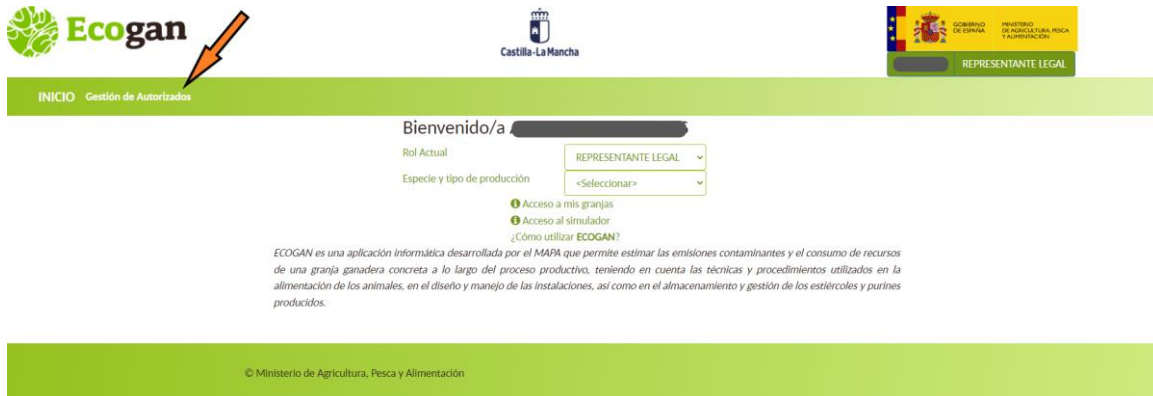 Ecogan
Castilla-La Mancha
GOBIERNO DE ESPAÑA
MINISTERIO DE AGRICULTURA, PESCA Y ALIMENTACIÓN
REPRESENTANTE LEGAL
INICIO Gestión de Autorizados
Bienvenido/a
Rol Actual REPRESENTANTE LEGAL
Especie y tipo de producción <Seleccionar>
Acceso a mis granjas
Acceso al simulador
¿Cómo utilizar ECOGAN?
ECOGAN es una aplicación informática desarrollada por el MAPA que permite estimar las emisiones contaminantes y el consumo de recursos
de una granja ganadera concreta a lo largo del proceso productivo, teniendo en cuenta las técnicas y procedimientos utilizados en la
alimentación de los animales, en el diseño y manejo de las instalaciones, así como en el almacenamiento y gestión de los estiércoles y purines
producidos.
© Ministerio de Agricultura, Pesca y Alimentación